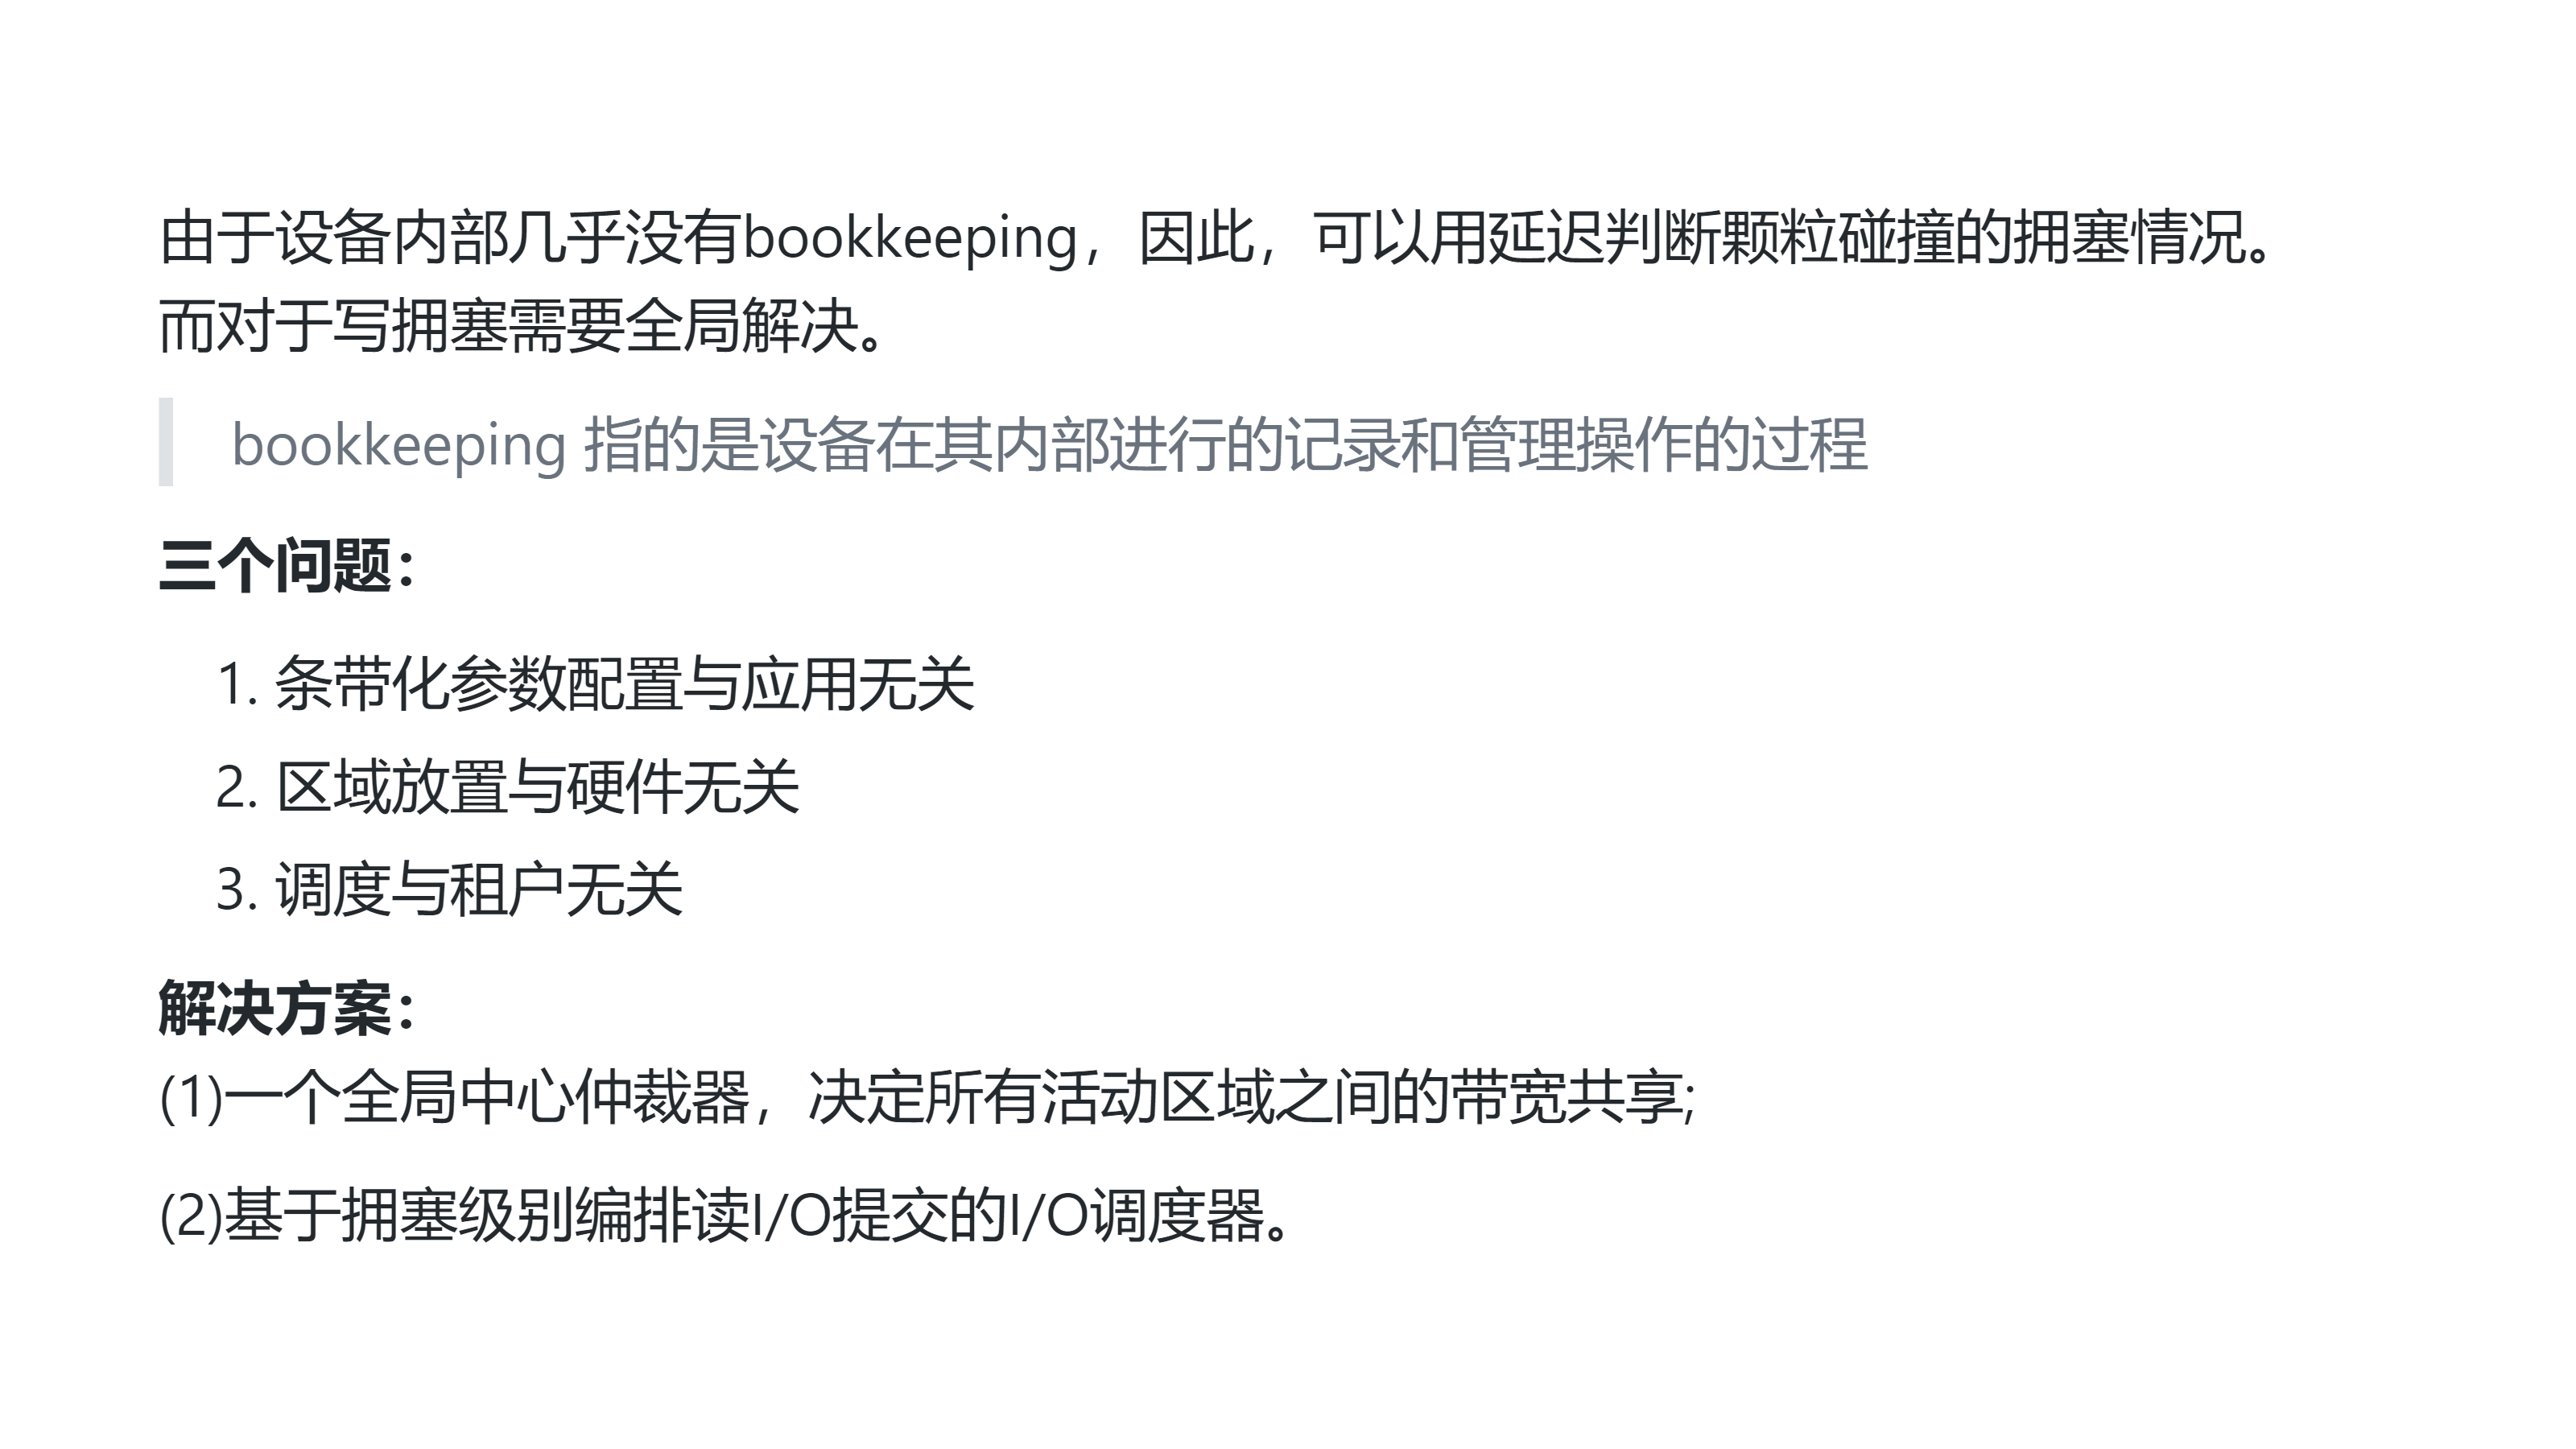 由于设备内部几乎没有bookkeeping，因此，可以用延迟判断颗粒碰撞的拥塞情况。
而对于写拥塞需要全局解决。
bookkeeping 指的是设备在其内部进行的记录和管理操作的过程
三个问题：
1. 条带化参数配置与应用无关
2. 区域放置与硬件无关
3. 调度与租户无关
解决方案：
(1)一个全局中心仲裁器，决定所有活动区域之间的带宽共享;
(2)基于拥塞级别编排读I/O提交的I/O调度器。